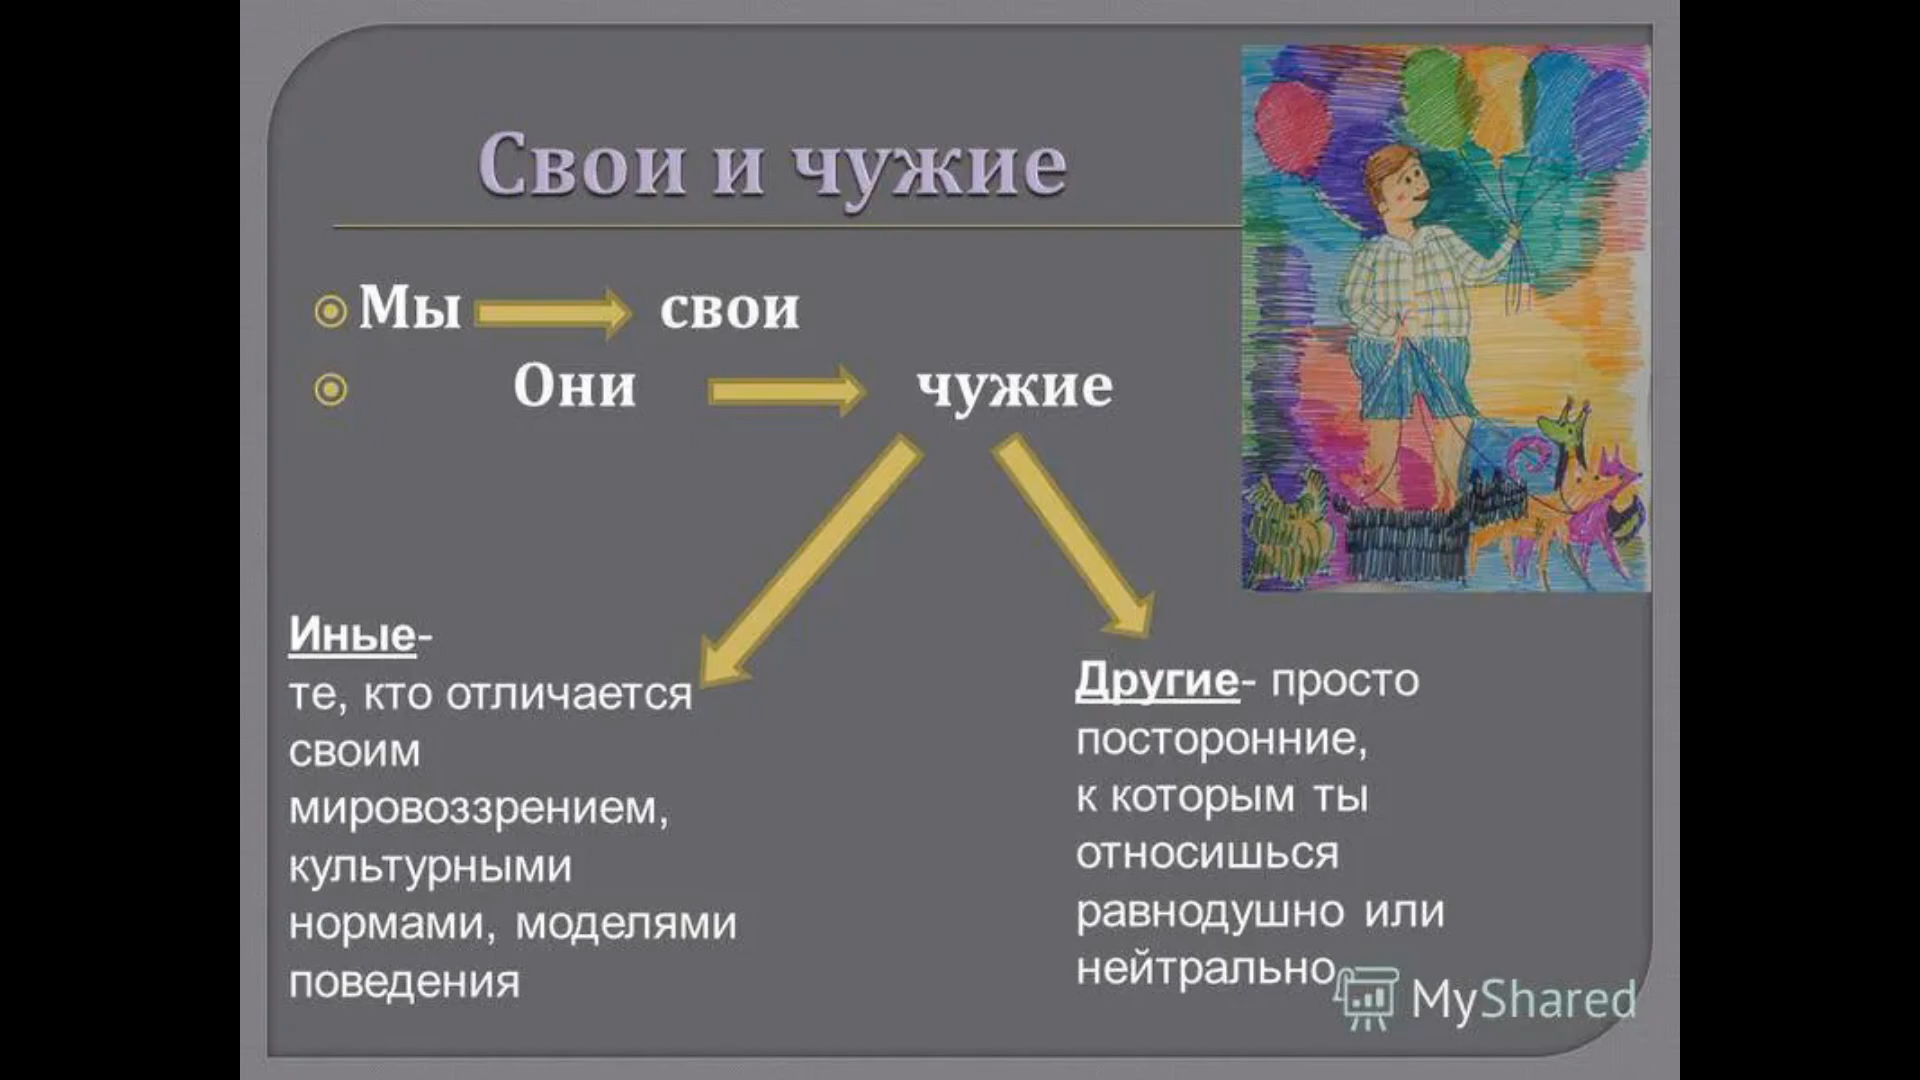 Свои и чужие
Мы свои
Они чужие
Иные-
те, кто отличается
своим
мировоззрением,
культурными
нормами, моделями
поведения
Другие- просто
посторонние,
к которым ты
относишься
равнодушно или
нейтрально
MyShared